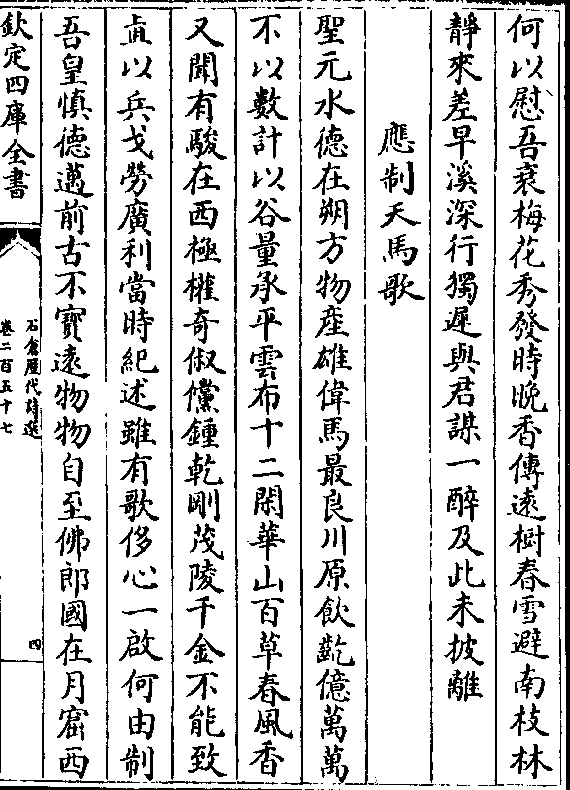 何以慰吾衰梅花秀發時晚香傳遠樹春雪避南枝林
靜來差早溪深行獨遲與君謀一醉及此未披離
應制天馬歌
聖元水德在朔方物產雄偉馬最良川原飲齕億萬萬
不以數計以谷量承平雲布十二閑華山百草春風香
又聞有駿在西極權奇俶儻鍾乾剛茂陵千金不能致
直以兵戈勞廣利當時紀述雖有歌侈心一啟何由制
吾皇慎德邁前古不寶遠物物自至佛郎國在月窟西
欽定四庫全書
石倉歷代詩選
卷二百五十七
四